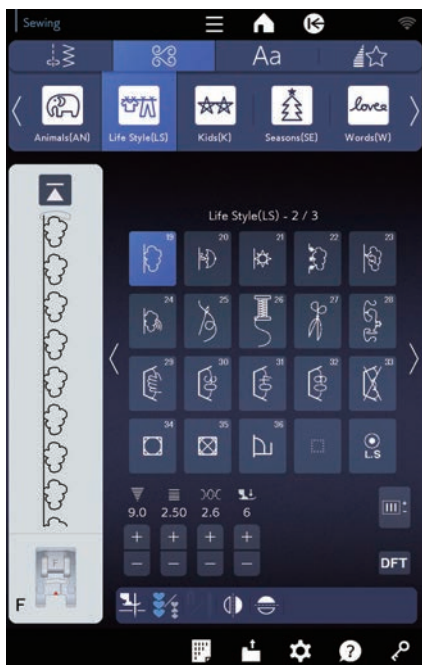 Sewing
Aa
Animals(AN) Life Style(LS) Kids(K) Seasons(SE) Words(W)
Life Style(LS) - 2 / 3
19 20 21 22 23
24 25 26 27 28
29 30 31 32 33
34 35 36 L.S
9.0 2.50 2.6 6
+ + + +
− − − −
DFT
F
?